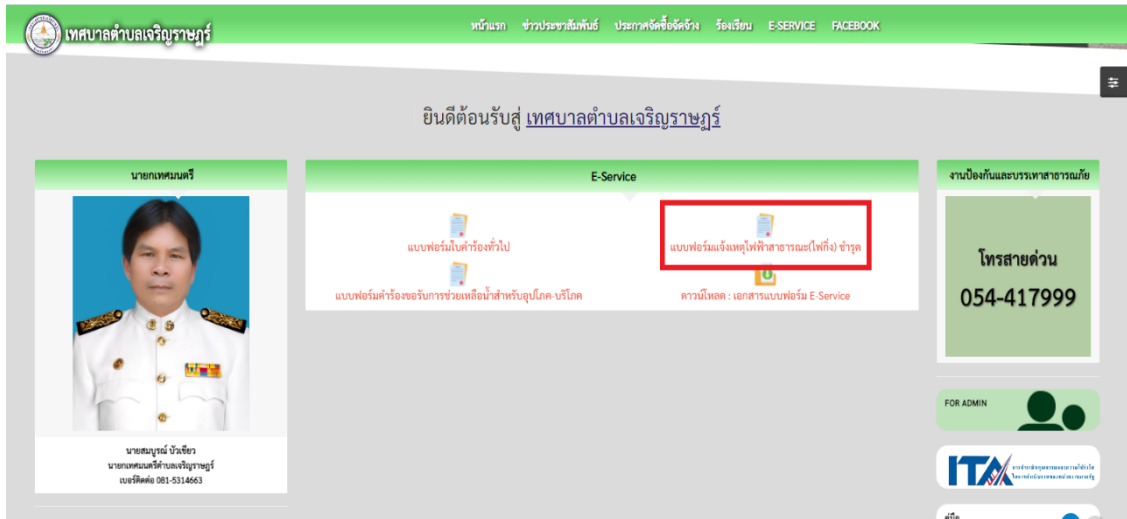 เทศบาลตำบลเจริญราษฎร์
หน้าแรก ข่าวประชาสัมพันธ์ ประกาศจัดซื้อจัดจ้าง ร้องเรียน E-SERVICE FACEBOOK
ยินดีต้อนรับสู่ เทศบาลตำบลเจริญราษฎร์
นายกเทศมนตรี
นายสมบูรณ์ บัวเขียว
นายกเทศมนตรีตำบลเจริญราษฎร์
เบอร์ติดต่อ 081-5314663
E-Service
แบบฟอร์มใบคำร้องทั่วไป
แบบฟอร์มแจ้งเหตุไฟฟ้าสาธารณะ(ไฟกิ่ง) ชำรุด
แบบฟอร์มคำร้องขอรับการช่วยเหลือน้ำสำหรับอุปโภค-บริโภค
ดาวน์โหลด : เอกสารแบบฟอร์ม E-Service
งานป้องกันและบรรเทาสาธารณภัย
โทรสายด่วน
054-417999
FOR ADMIN
ITA